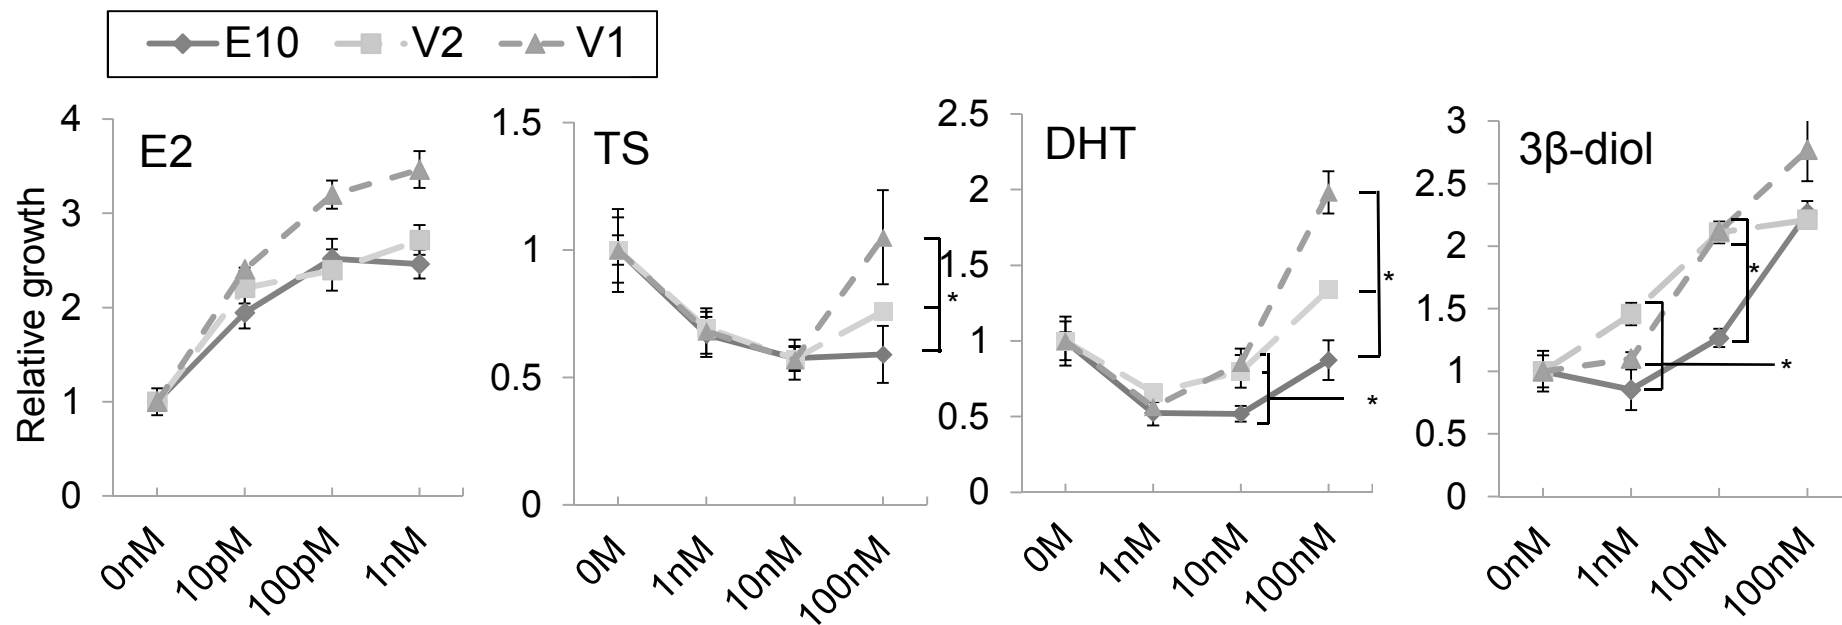 E10 V2 V1
Relative growth
E2
4
3
2
1
0
0nM
10pM
100pM
1nM
TS
1.5
1
0.5
0
*
0M
1nM
10nM
100nM
DHT
2.5
2
1.5
1
0.5
0
*
*
0M
1nM
10nM
100nM
3β-diol
3
2.5
2
1.5
1
0.5
0
*
*
0nM
1nM
10nM
100nM